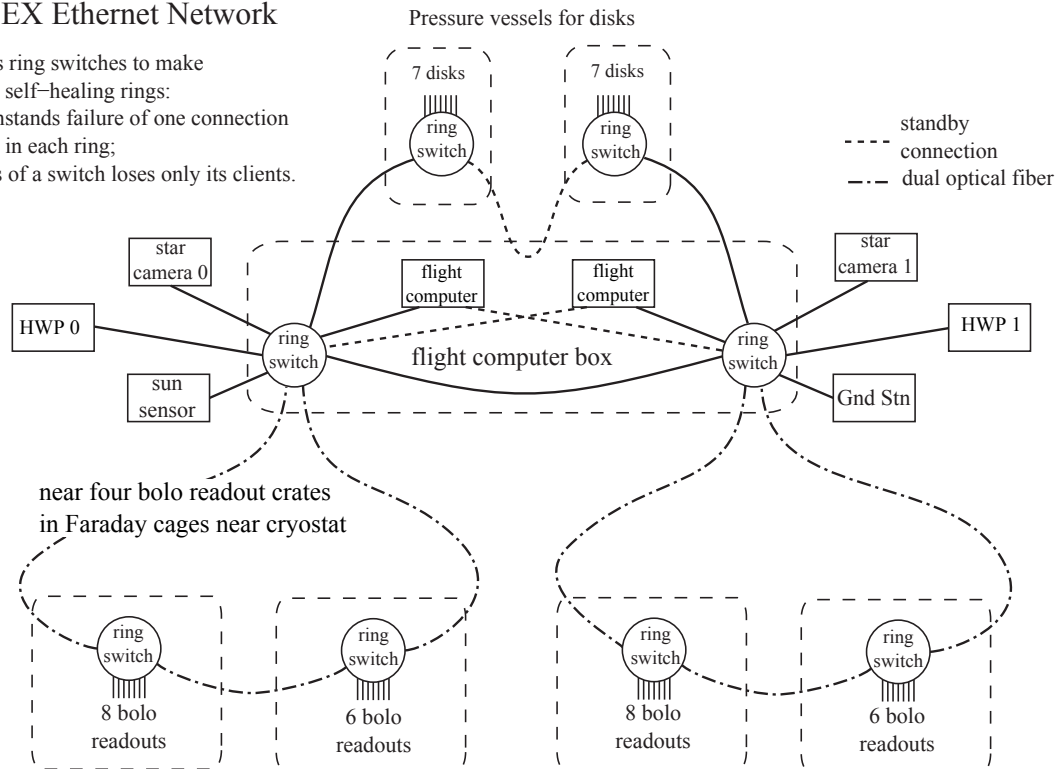 EX Ethernet Network
ring switches to make
self−healing rings:
failure of one connection
in each ring;
of a switch loses only its clients.
Pressure vessels for disks
7 disks
7 disks
ring
switch
ring
switch
standby
connection
dual optical fiber
star
camera 0
flight
computer
flight
computer
star
camera 1
HWP 0
HWP 1
ring
switch
flight computer box
ring
switch
sun
sensor
Gnd Stn
near four bolo readout crates
in Faraday cages near cryostat
ring
switch
ring
switch
ring
switch
ring
switch
8 bolo
readouts
6 bolo
readouts
8 bolo
readouts
6 bolo
readouts